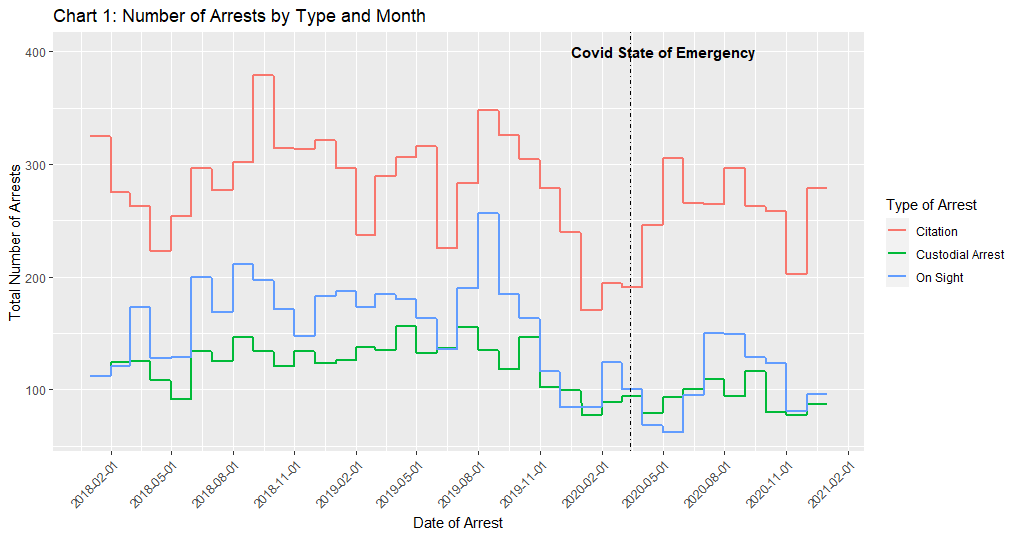 Chart 1: Number of Arrests by Type and Month
Covid State of Emergency
Total Number of Arrests
400
300
200
100
2018-02-01
2018-05-01
2018-08-01
2018-11-01
2019-02-01
2019-05-01
2019-08-01
2019-11-01
2020-02-01
2020-05-01
2020-08-01
2020-11-01
2021-02-01
Date of Arrest
Type of Arrest
Citation
Custodial Arrest
On Sight